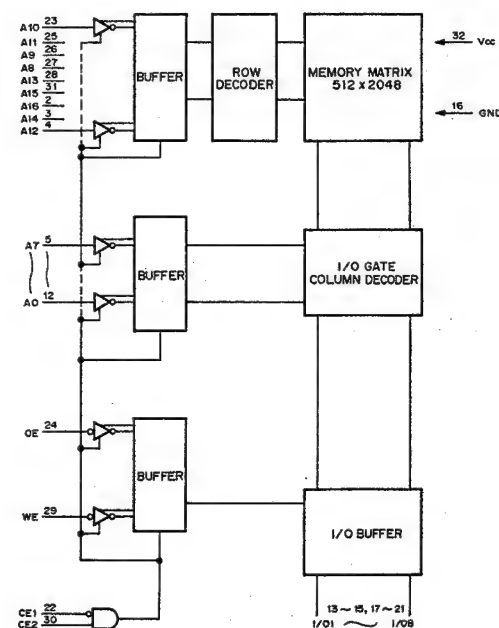 A10 23
A11 25
A9 26
A8 27
A13 28
A15 31
A16 2
A14 3
A12 4
BUFFER
ROW
DECODER
MEMORY MATRIX
512 x 2048
32 Vcc
16 GND
A7 5
A0 12
BUFFER
I/O GATE
COLUMN DECODER
OE 24
WE 29
BUFFER
I/O BUFFER
CE1 22
CE2 30
13 ~ 15, 17 ~ 21
I/O1 I/O8